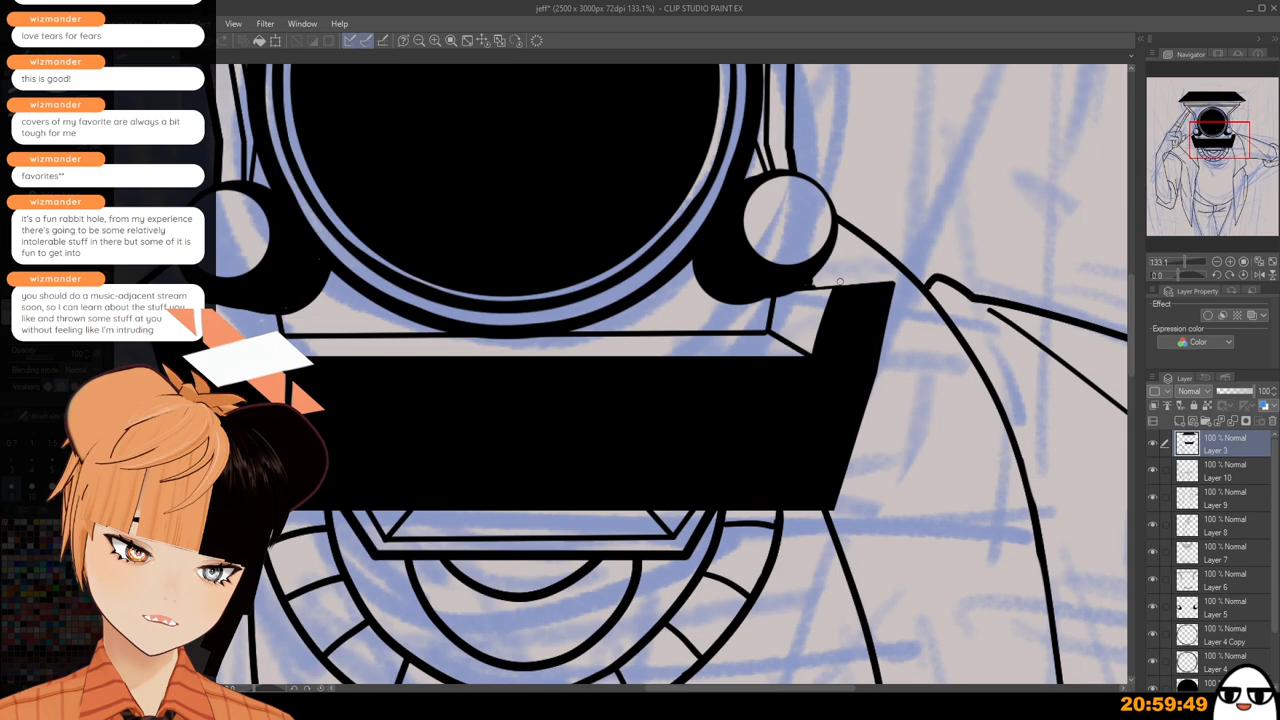 jeff* (2500 x 3000px 72dpi 133.1%) - CLIP STUDIO PAINT EX
View Filter Window Help
wizmander
love tears for fears
wizmander
this is good!
wizmander
covers of my favorite are always a bit
tough for me
wizmander
favorites**
wizmander
it's a fun rabbit hole, from my experience
there's going to be some relatively
intolerable stuff in there but some of it is
fun to get into
wizmander
you should do a music-adjacent stream
soon, so I can learn about the stuff you
like and thrown some stuff at you
without feeling like I'm intruding
Navigator
133.1
0.0
Layer Property
Effect
Expression color
Color
Layer
Normal 100
100 % Normal
Layer 3
100 % Normal
Layer 10
100 % Normal
Layer 9
100 % Normal
Layer 8
100 % Normal
Layer 7
100 % Normal
Layer 6
100 % Normal
Layer 5
100 % Normal
Layer 4 Copy
100 % Normal
Layer 4
20:59:49